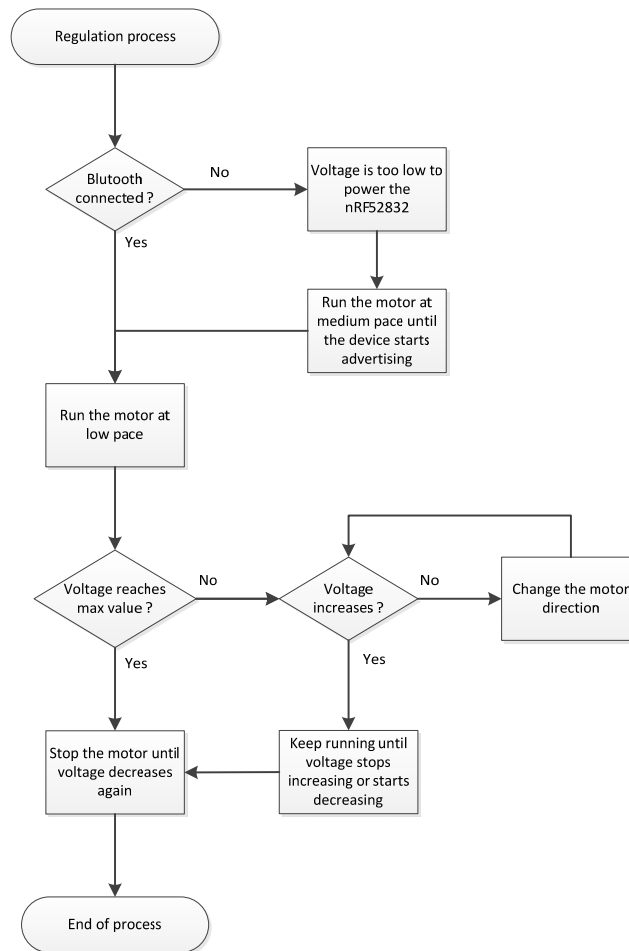 Regulation process
Blutooth
connected ?
No
Voltage is too low to
power the
nRF52832
Yes
Run the motor at
medium pace until
the device starts
advertising
Run the motor at
low pace
Voltage reaches
max value ?
No
Voltage
increases ?
No
Change the motor
direction
Yes
Yes
Stop the motor until
voltage decreases
again
Keep running until
voltage stops
increasing or starts
decreasing
End of process